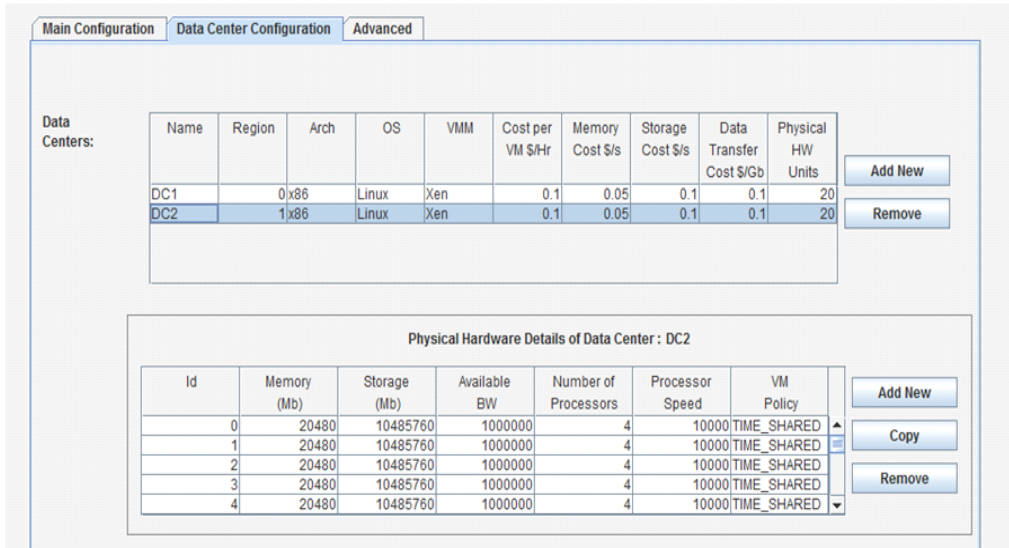 Main Configuration Data Center Configuration Advanced
Data Centers:
Name Region Arch OS VMM Cost per VM $/Hr Memory Cost $/s Storage Cost $/s Data Transfer Cost $/Gb Physical HW Units
DC1 0 x86 Linux Xen 0.1 0.05 0.1 0.1 20
DC2 1 x86 Linux Xen 0.1 0.05 0.1 0.1 20
Add New
Remove
Physical Hardware Details of Data Center : DC2
Id Memory (Mb) Storage (Mb) Available BW Number of Processors Processor Speed VM Policy
0 20480 10485760 1000000 4 10000 TIME_SHARED
1 20480 10485760 1000000 4 10000 TIME_SHARED
2 20480 10485760 1000000 4 10000 TIME_SHARED
3 20480 10485760 1000000 4 10000 TIME_SHARED
4 20480 10485760 1000000 4 10000 TIME_SHARED
Add New
Copy
Remove